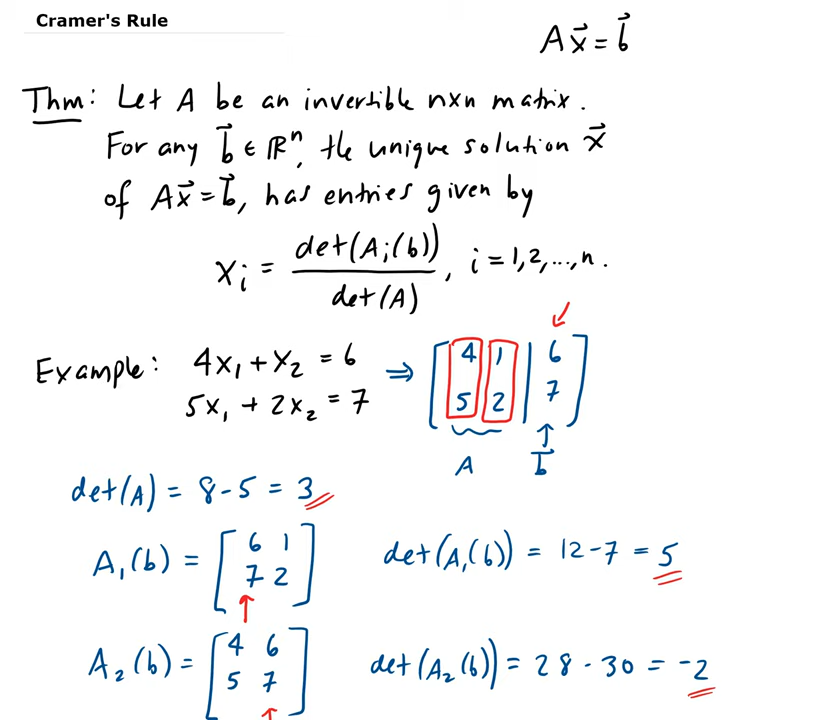 Cramer's Rule
Ax⃗ = b⃗
Thm: Let A be an invertible nxn matrix.
For any b⃗ ∈ ℝⁿ, the unique solution x⃗
of Ax⃗ = b⃗, has entries given by
xᵢ = det(Aᵢ(b)) / det(A), i = 1,2,...,n.
Example: 4x₁ + x₂ = 6 ⇒ [4 1 | 6
5x₁ + 2x₂ = 7 5 2 | 7]
A b⃗
det(A) = 8 - 5 = 3
A₁(b) = [6 1
7 2] det(A₁(b)) = 12 - 7 = 5
A₂(b) = [4 6
5 7] det(A₂(b)) = 28 - 30 = -2